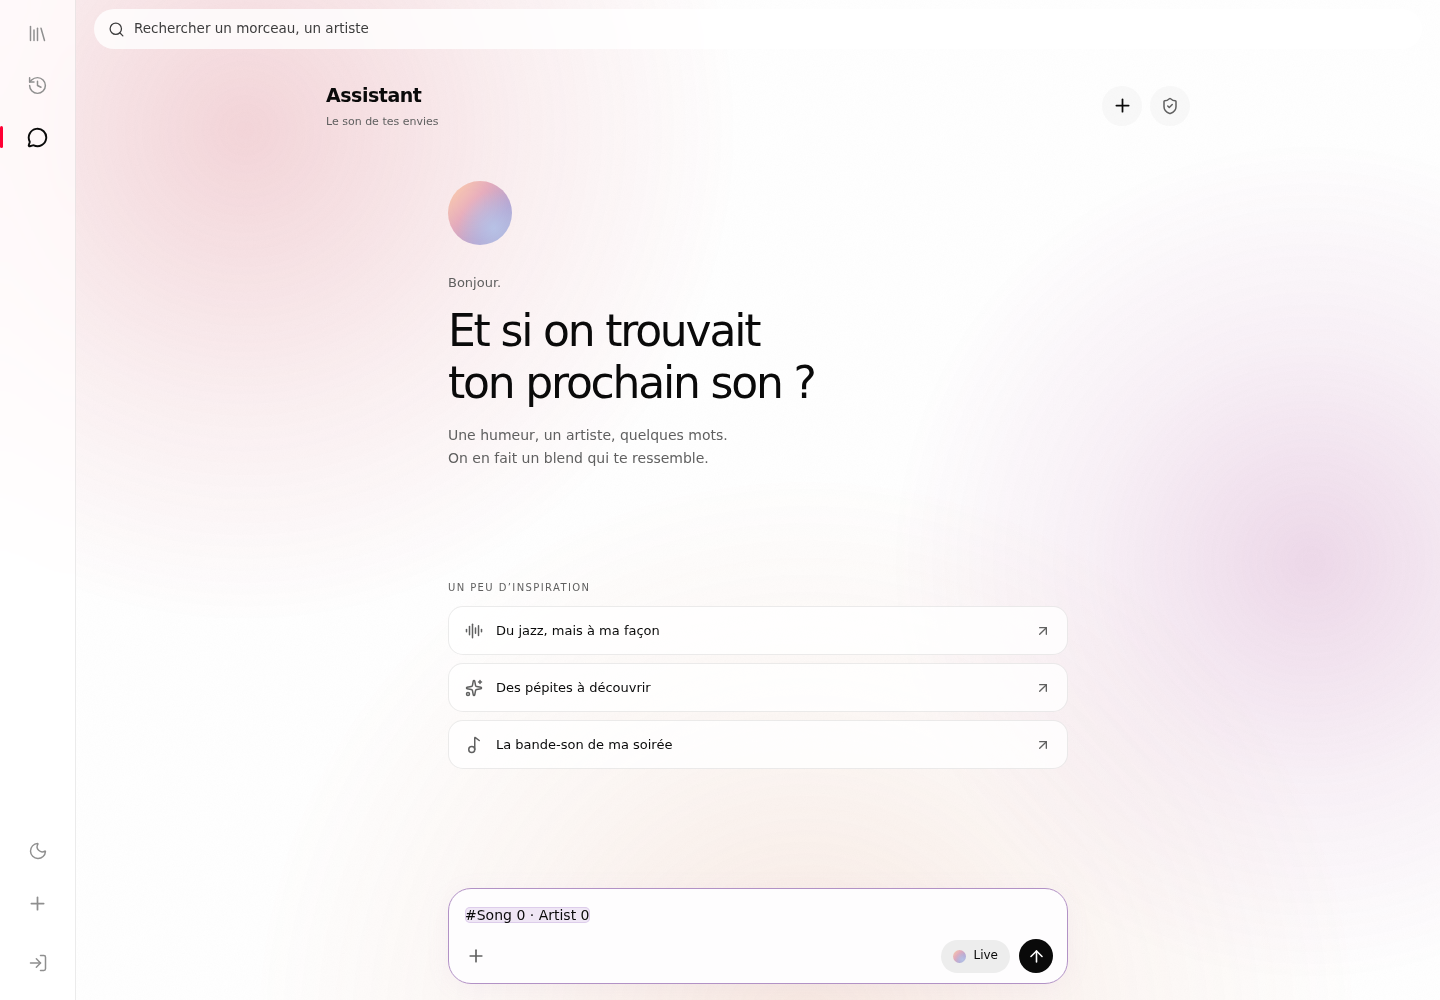 Rechercher un morceau, un artiste
Assistant
Le son de tes envies
Bonjour.
Et si on trouvait
ton prochain son ?
Une humeur, un artiste, quelques mots.
On en fait un blend qui te ressemble.
UN PEU D’INSPIRATION
Du jazz, mais à ma façon
Des pépites à découvrir
La bande-son de ma soirée
#Song 0 · Artist 0
Live